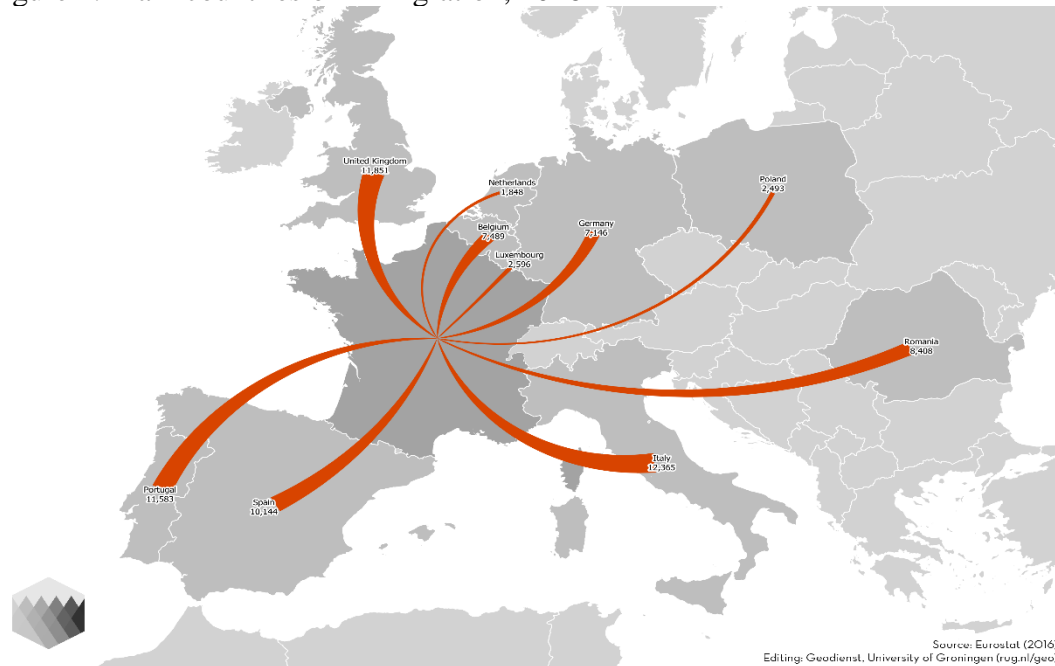 United Kingdom
11,851
Netherlands
1,848
Poland
2,493
Belgium
7,489
Germany
7,146
Luxembourg
2,596
Romania
8,408
Italy
12,365
Portugal
11,583
Spain
10,144
Source: Eurostat (2016)
Editing: Geodienst, University of Groningen (rug.nl/geo)